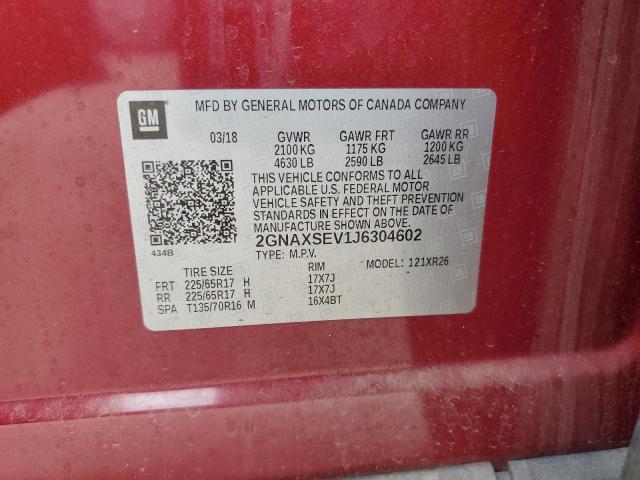 GM
MFD BY GENERAL MOTORS OF CANADA COMPANY
03/18 GVWR GAWR FRT GAWR RR
2100 KG 1175 KG 1200 KG
4630 LB 2590 LB 2645 LB
THIS VEHICLE CONFORMS TO ALL
APPLICABLE U.S. FEDERAL MOTOR
VEHICLE SAFETY AND THEFT PREVENTION
STANDARDS IN EFFECT ON THE DATE OF
MANUFACTURE SHOWN ABOVE.
434B
2GNAXSEV1J6304602
TYPE: M.P.V. MODEL: 121XR26
TIRE SIZE RIM
FRT 225/65R17 H 17X7J
RR 225/65R17 H 17X7J
SPA T135/70R16 M 16X4BT